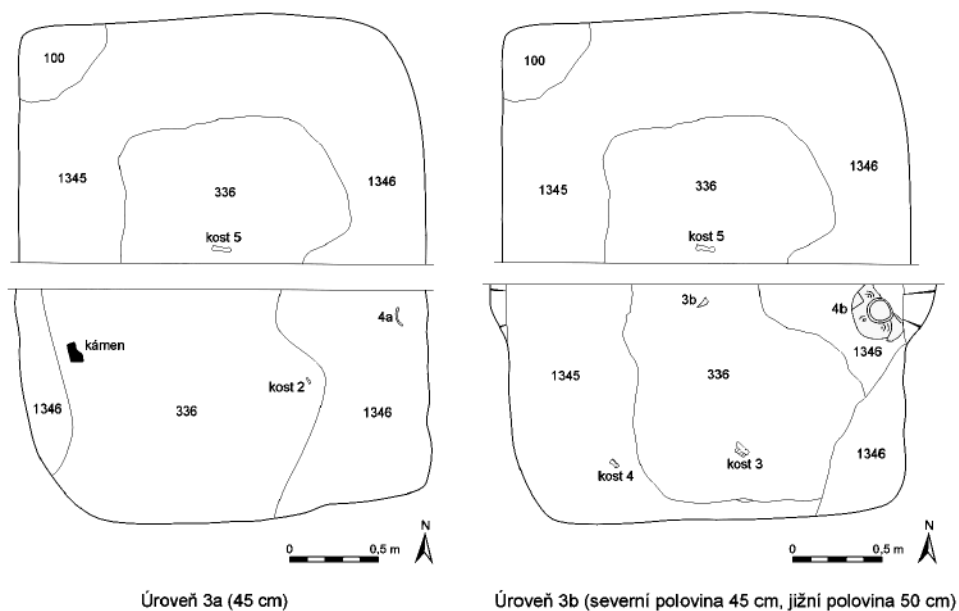 100
1345
336
1346
kost 5
4a
kámen
kost 2
1346
336
1346
N
0 0,5 m
Úroveň 3a (45 cm)
100
1345
336
1346
kost 5
3b
4b
1346
1345
336
1346
kost 4
kost 3
N
0 0,5 m
Úroveň 3b (severní polovina 45 cm, jižní polovina 50 cm)